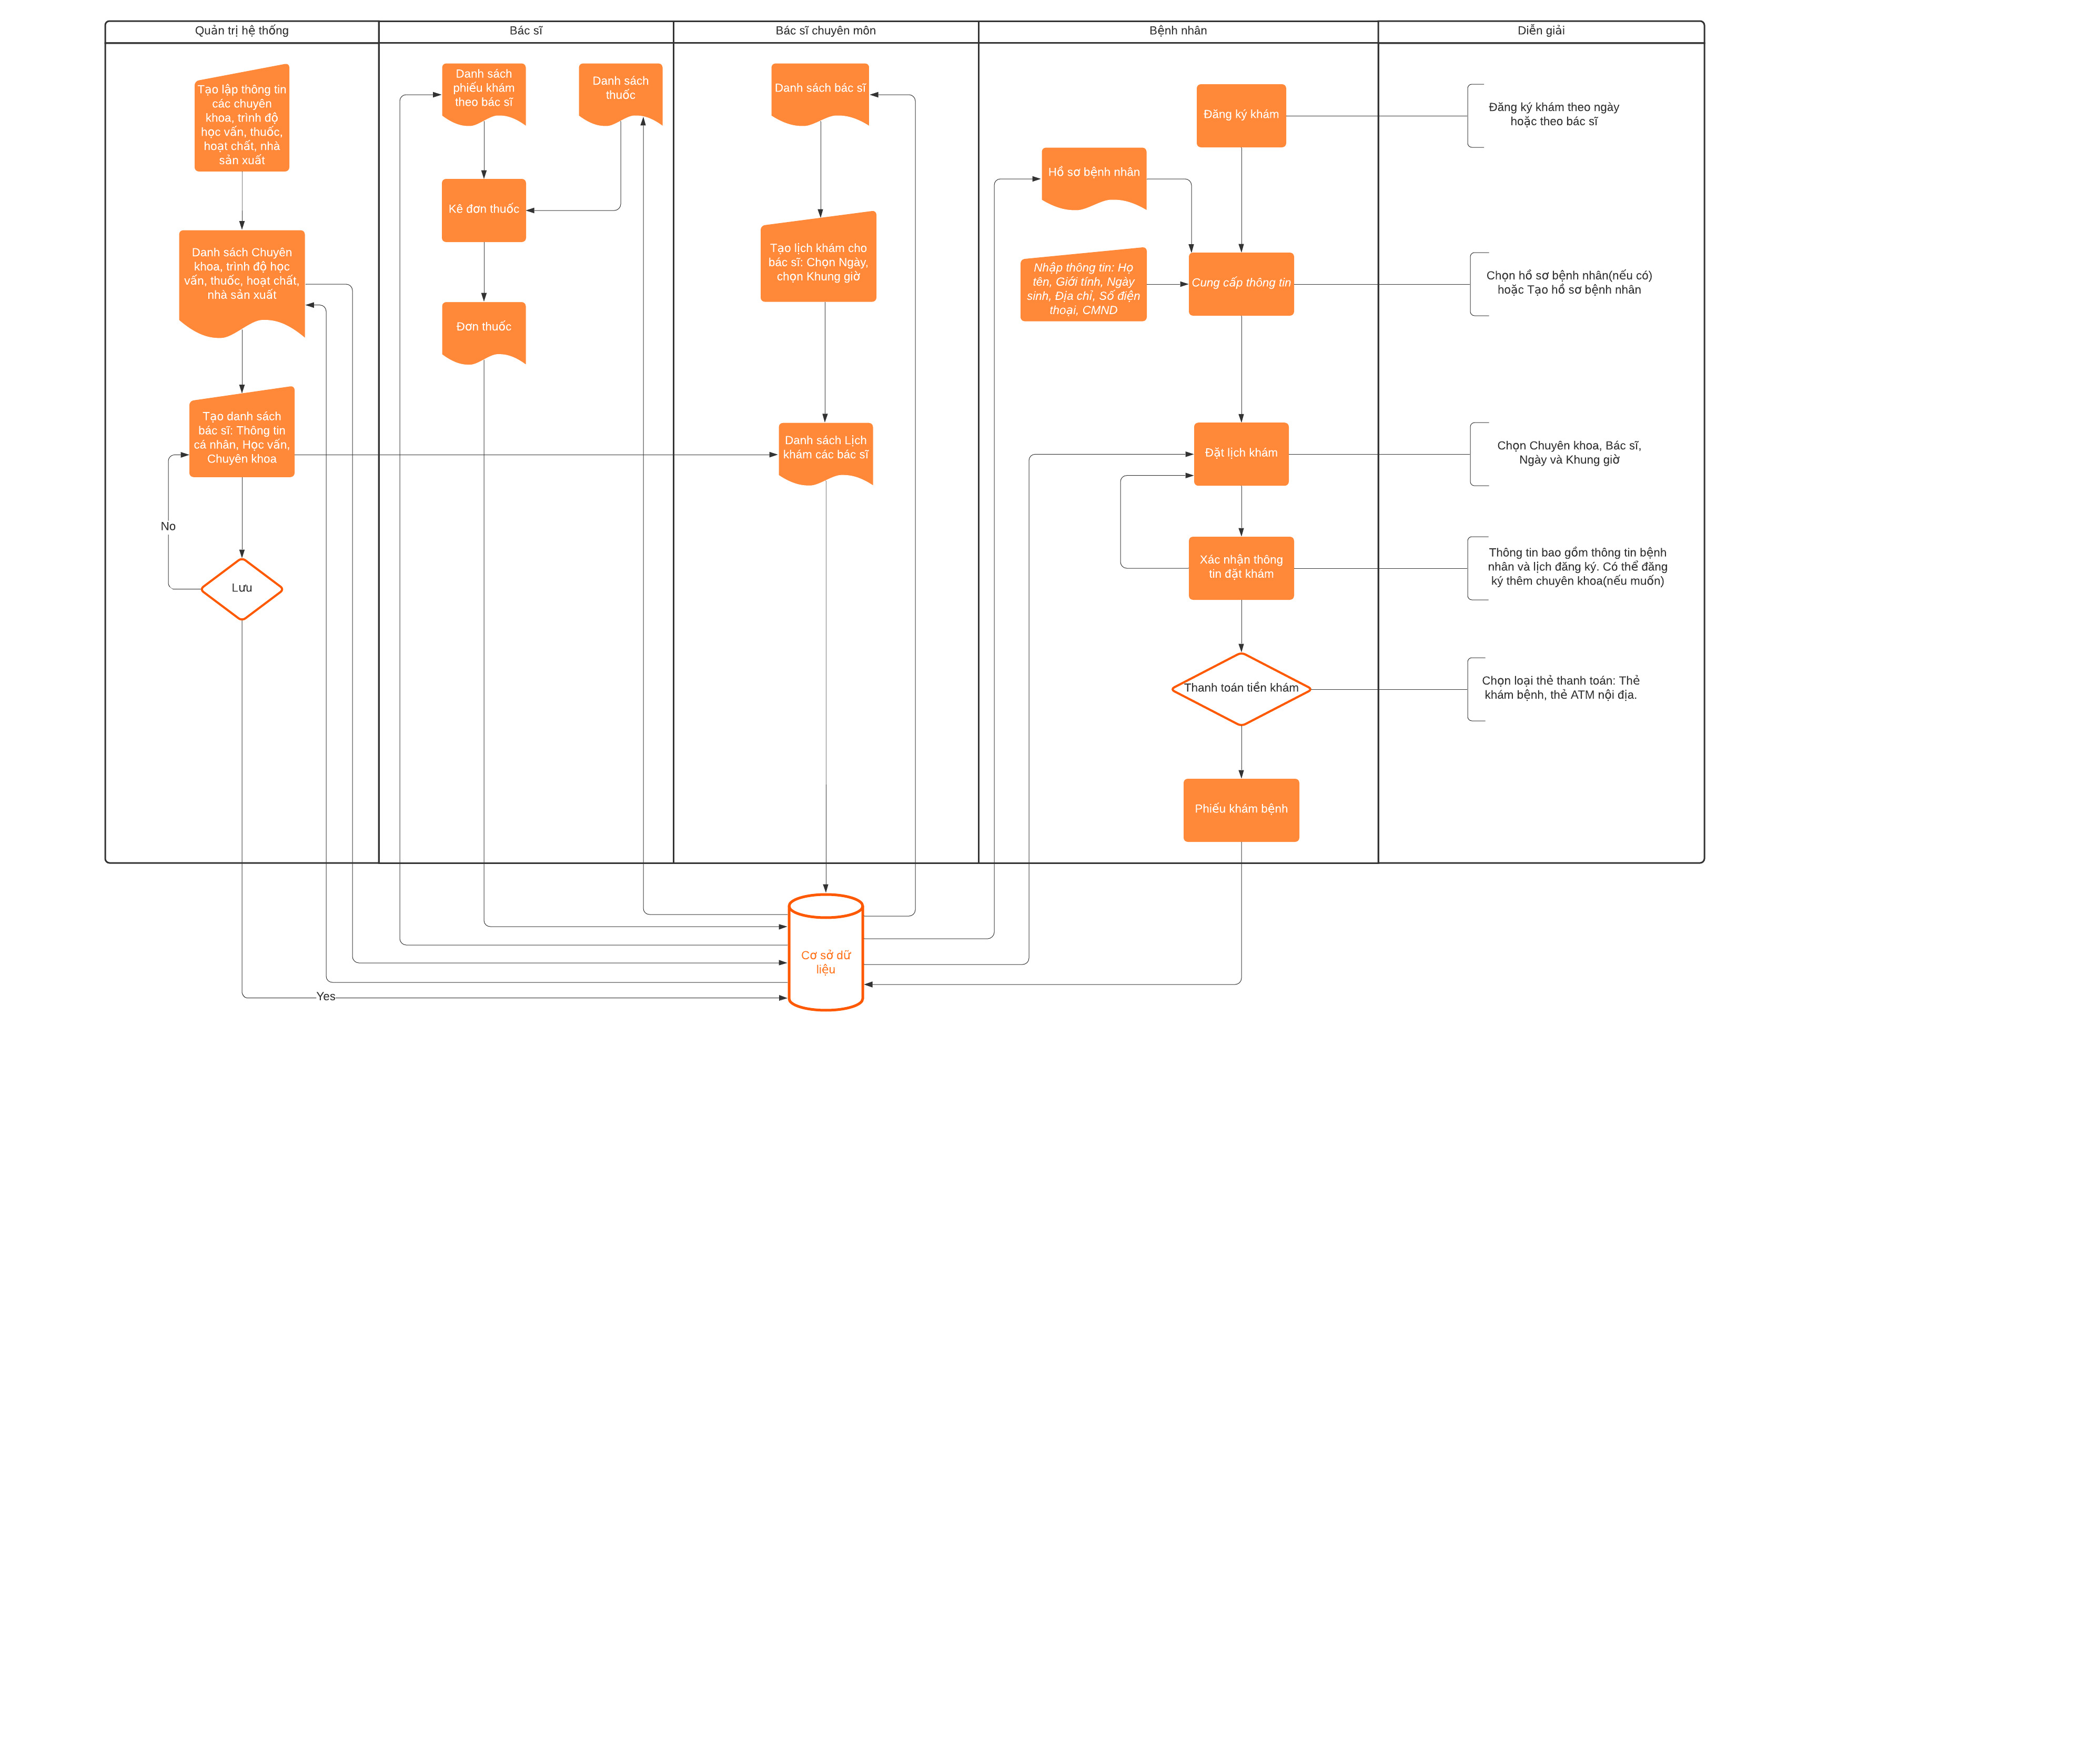 Quản trị hệ thống
Bác sĩ
Bác sĩ chuyên môn
Bệnh nhân
Diễn giải
Tạo lập thông tin
các chuyên
khoa, trình độ
học vấn, thuốc,
hoạt chất, nhà
sản xuất
Danh sách Chuyên
khoa, trình độ học
vấn, thuốc, hoạt chất,
nhà sản xuất
Tạo danh sách
bác sĩ: Thông tin
cá nhân, Học vấn,
Chuyên khoa
No
Lưu
Yes
Danh sách
phiếu khám
theo bác sĩ
Danh sách
thuốc
Kê đơn thuốc
Đơn thuốc
Danh sách bác sĩ
Tạo lịch khám cho
bác sĩ: Chọn Ngày,
chọn Khung giờ
Danh sách Lịch
khám các bác sĩ
Cơ sở dữ
liệu
Đăng ký khám
Hồ sơ bệnh nhân
Nhập thông tin: Họ
tên, Giới tính, Ngày
sinh, Địa chỉ, Số điện
thoại, CMND
Cung cấp thông tin
Đặt lịch khám
Xác nhận thông
tin đặt khám
Thanh toán tiền khám
Phiếu khám bệnh
Đăng ký khám theo ngày
hoặc theo bác sĩ
Chọn hồ sơ bệnh nhân(nếu có)
hoặc Tạo hồ sơ bệnh nhân
Chọn Chuyên khoa, Bác sĩ,
Ngày và Khung giờ
Thông tin bao gồm thông tin bệnh
nhân và lịch đăng ký. Có thể đăng
ký thêm chuyên khoa(nếu muốn)
Chọn loại thẻ thanh toán: Thẻ
khám bệnh, thẻ ATM nội địa.